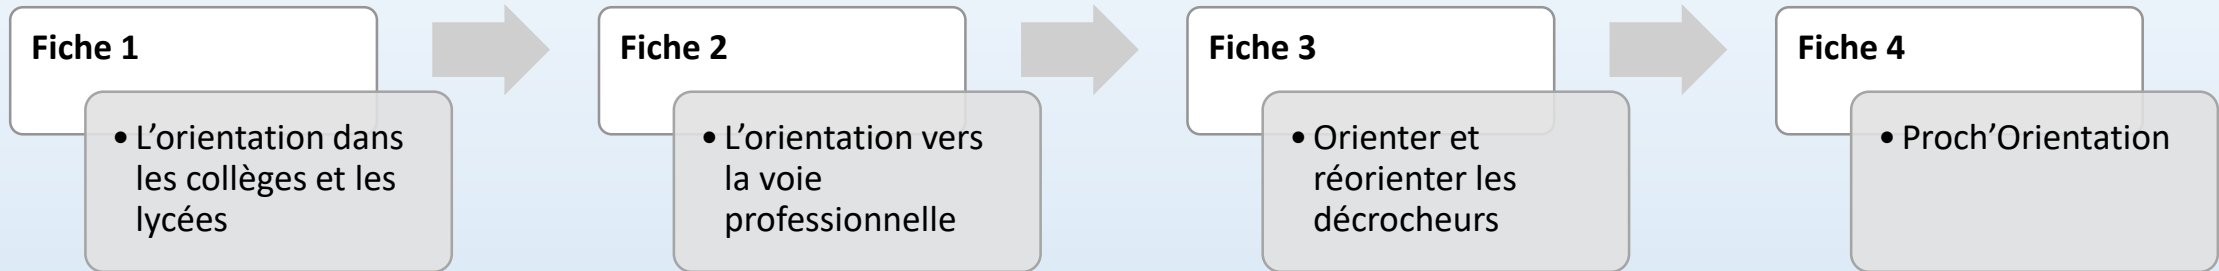 Fiche 1
• L’orientation dans
les collèges et les
lycées
Fiche 2
• L’orientation vers
la voie
professionnelle
Fiche 3
• Orienter et
réorienter les
décrocheurs
Fiche 4
• Proch’Orientation